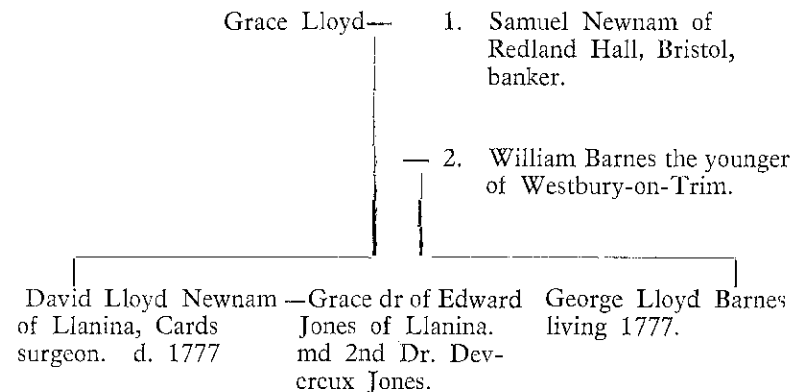 Grace Lloyd—
1. Samuel Newnam of
Redland Hall, Bristol,
banker.
— 2. William Barnes the younger
of Westbury-on-Trim.
David Lloyd Newnam
of Llanina, Cards
surgeon. d. 1777
—Grace dr of Edward
Jones of Llanina.
md 2nd Dr. Dev-
ereux Jones.
George Lloyd Barnes
living 1777.